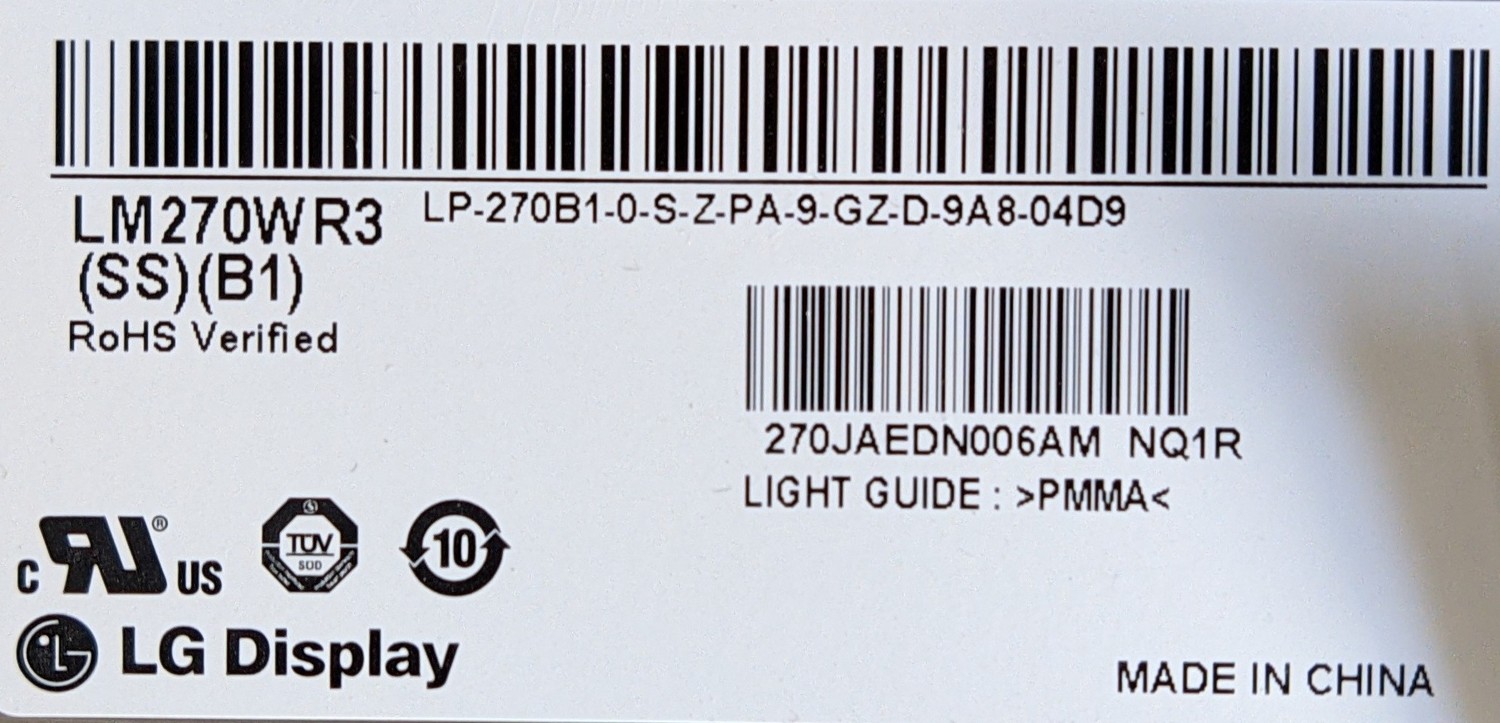 LM270WR3 LP-270B1-0-S-Z-PA-9-GZ-D-9A8-04D9
(SS)(B1)
RoHS Verified
270JAEDN006AM NQ1R
LIGHT GUIDE : >PMMA<
c RU ® US
TÜV
SÜD
10
LG Display
MADE IN CHINA